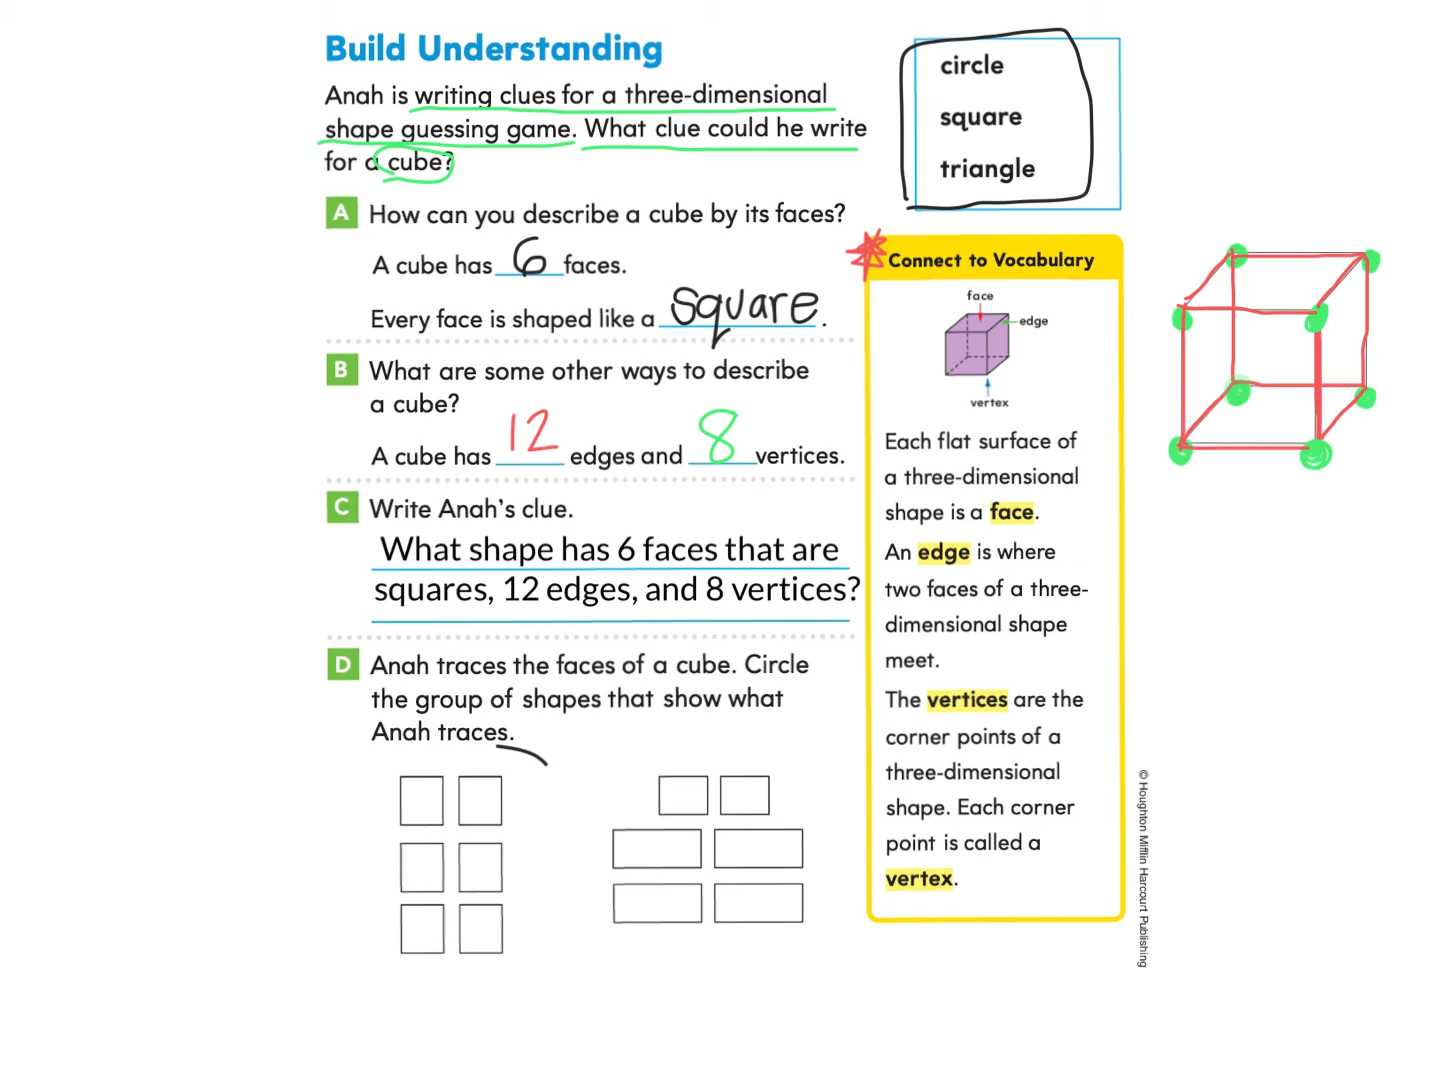 Build Understanding
Anah is writing clues for a three-dimensional
shape guessing game. What clue could he write
for a cube?
circle
square
triangle
A How can you describe a cube by its faces?
A cube has 6 faces.
Every face is shaped like a square.
B What are some other ways to describe
a cube?
A cube has 12 edges and 8 vertices.
C Write Anah's clue.
What shape has 6 faces that are
squares, 12 edges, and 8 vertices?
D Anah traces the faces of a cube. Circle
the group of shapes that show what
Anah traces.
Connect to Vocabulary
face
edge
vertex
Each flat surface of
a three-dimensional
shape is a face.
An edge is where
two faces of a three-
dimensional shape
meet.
The vertices are the
corner points of a
three-dimensional
shape. Each corner
point is called a
vertex.
© Houghton Mifflin Harcourt Publishing